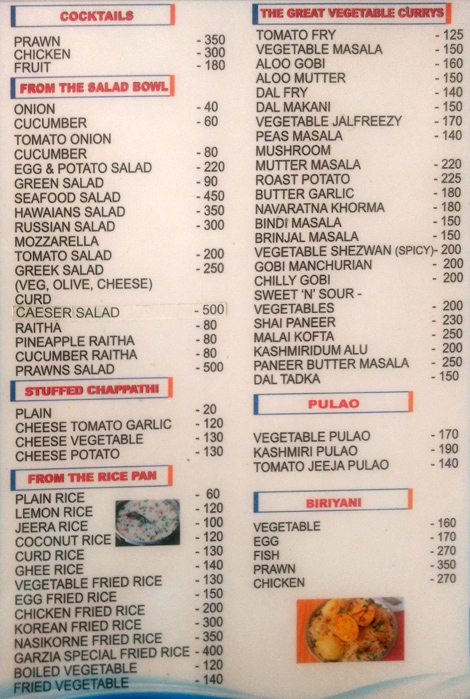 COCKTAILS
PRAWN - 350
CHICKEN - 300
FRUIT - 180
FROM THE SALAD BOWL
ONION - 40
CUCUMBER - 60
TOMATO ONION
CUCUMBER - 80
EGG & POTATO SALAD - 220
GREEN SALAD - 90
SEAFOOD SALAD - 450
HAWAIANS SALAD - 350
RUSSIAN SALAD - 300
MOZZARELLA
TOMATO SALAD - 200
GREEK SALAD - 250
(VEG, OLIVE, CHEESE)
CURD
CAESER SALAD - 500
RAITHA - 80
PINEAPPLE RAITHA - 80
CUCUMBER RAITHA - 80
PRAWNS SALAD - 500
STUFFED CHAPPATHI
PLAIN - 20
CHEESE TOMATO GARLIC - 120
CHEESE VEGETABLE - 130
CHEESE POTATO - 130
FROM THE RICE PAN
PLAIN RICE - 60
LEMON RICE - 120
JEERA RICE - 100
COCONUT RICE - 120
CURD RICE - 130
GHEE RICE - 140
VEGETABLE FRIED RICE - 130
EGG FRIED RICE - 150
CHICKEN FRIED RICE - 200
KOREAN FRIED RICE - 300
NASIKORNE FRIED RICE - 350
GARZIA SPECIAL FRIED RICE - 400
BOILED VEGETABLE - 120
FRIED VEGETABLE - 140
THE GREAT VEGETABLE CURRYS
TOMATO FRY - 125
VEGETABLE MASALA - 150
ALOO GOBI - 160
ALOO MUTTER - 150
DAL FRY - 140
DAL MAKANI - 150
VEGETABLE JALFREEZY - 170
PEAS MASALA - 140
MUSHROOM
MUTTER MASALA - 220
ROAST POTATO - 225
BUTTER GARLIC - 180
NAVARATNA KHORMA - 180
BINDI MASALA - 150
BRINJAL MASALA - 150
VEGETABLE SHEZWAN (SPICY)- 200
GOBI MANCHURIAN - 200
CHILLY GOBI - 200
SWEET 'N' SOUR -
VEGETABLES - 200
SHAI PANEER - 230
MALAI KOFTA - 250
KASHMIRIDUM ALU - 200
PANEER BUTTER MASALA - 250
DAL TADKA - 150
PULAO
VEGETABLE PULAO - 170
KASHMIRI PULAO - 190
TOMATO JEEJA PULAO - 140
BIRIYANI
VEGETABLE - 160
EGG - 170
FISH - 270
PRAWN - 350
CHICKEN - 270